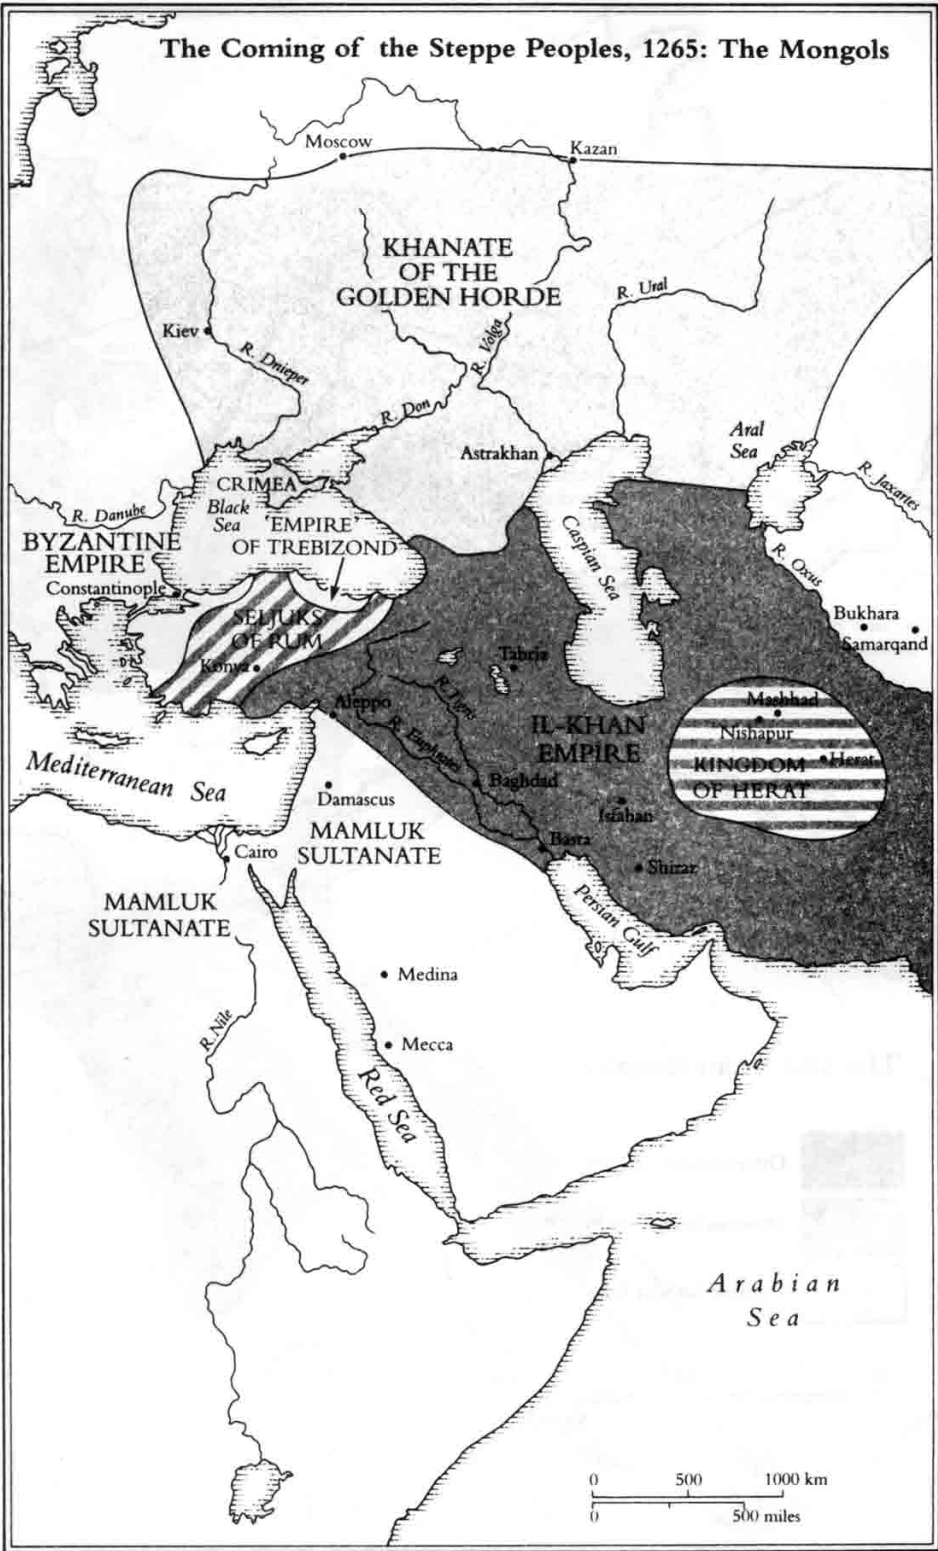 The Coming of the Steppe Peoples, 1265: The Mongols
Moscow
Kazan
KHANATE
OF THE
GOLDEN HORDE
R. Ural
Kiev
R. Dnieper
R. Volga
R. Don
Astrakhan
Aral
Sea
R. Jaxartes
CRIMEA
R. Danube
Black
Sea
'EMPIRE'
OF TREBIZOND
Caspian Sea
BYZANTINE
EMPIRE
Constantinople
R. Oxus
Bukhara
Samarqand
SELJUKS
OF RUM
Konya
Tabriz
Aleppo
R. Tigris
R. Euphrates
IL-KHAN
EMPIRE
Mashhad
Nishapur
Herat
KINGDOM
OF HERAT
Mediterranean Sea
Damascus
Baghdad
Isfahan
MAMLUK
SULTANATE
Basra
Cairo
Shiraz
MAMLUK
SULTANATE
Persian Gulf
Medina
R. Nile
Mecca
Red Sea
Arabian
Sea
0 500 1000 km
0 500 miles